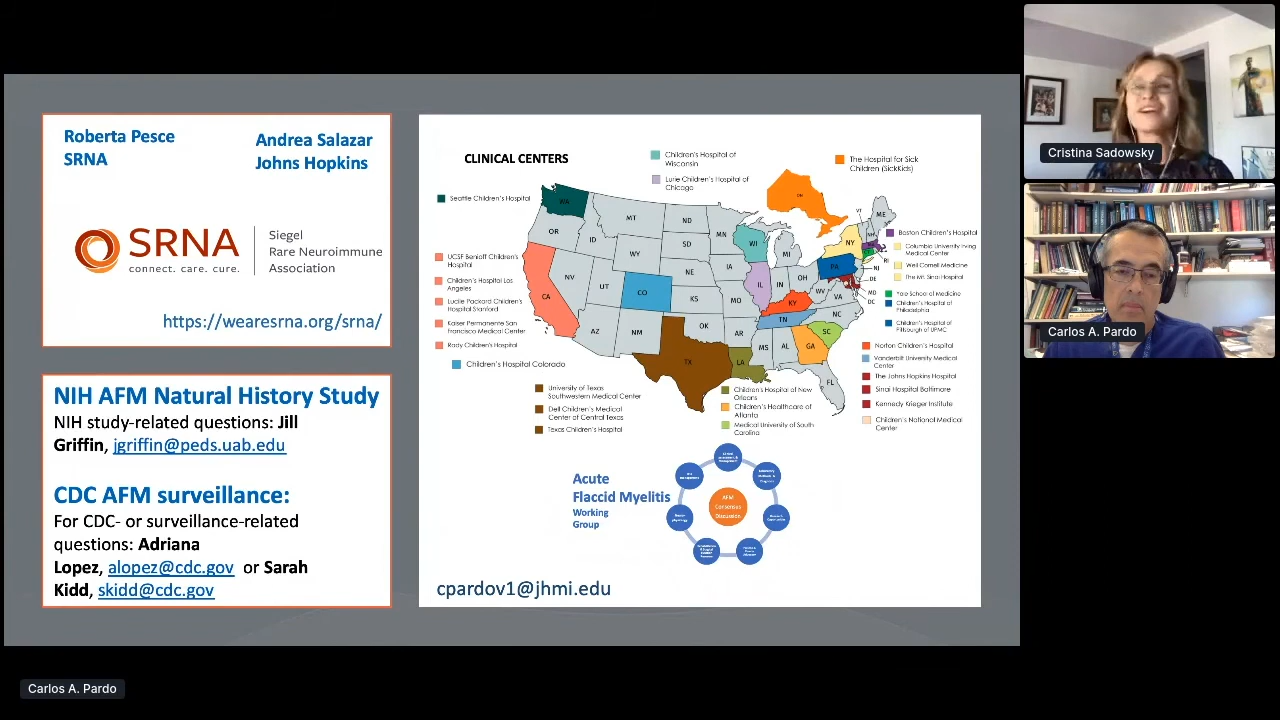 Roberta Pesce
SRNA
Andrea Salazar
Johns Hopkins
SRNA
connect. care. cure.
Siegel
Rare Neuroimmune
Association
https://wearesrna.org/srna/
NIH AFM Natural History Study
NIH study-related questions: Jill
Griffin, jgriffin@peds.uab.edu
CDC AFM surveillance:
For CDC- or surveillance-related
questions: Adriana
Lopez, alopez@cdc.gov or Sarah
Kidd, skidd@cdc.gov
CLINICAL CENTERS
Children's Hospital of
Wisconsin
Lurie Children's Hospital of
Chicago
The Hospital for Sick
Children (SickKids)
Seattle Children's Hospital
UCSF Benioff Children's
Hospital
Children's Hospital Los
Angeles
Lucile Packard Children's
Hospital Stanford
Kaiser Permanente San
Francisco Medical Center
Rady Children's Hospital
Children's Hospital Colorado
University of Texas
Southwestern Medical Center
Dell Children's Medical
Center of Central Texas
Texas Children's Hospital
Children's Hospital of New
Orleans
Children's Healthcare of
Atlanta
Medical University of South
Carolina
Boston Children's Hospital
Columbia University Irving
Medical Center
Weill Cornell Medicine
The Mt. Sinai Hospital
Yale School of Medicine
Children's Hospital of
Philadelphia
Children's Hospital of
Pittsburgh of UPMC
Norton Children's Hospital
Vanderbilt University Medical
Center
The Johns Hopkins Hospital
Sinai Hospital Baltimore
Kennedy Krieger Institute
Children's National Medical
Center
WA
OR
CA
NV
ID
MT
WY
UT
AZ
NM
CO
ND
SD
NE
KS
OK
TX
MN
IA
MO
AR
LA
WI
IL
IN
OH
KY
TN
MS
AL
GA
FL
SC
NC
VA
WV
PA
NY
VT
NH
ME
RI
NJ
DE
MD
DC
Acute
Flaccid Myelitis
Working
Group
AFM
Consensus
Discussion
cpardov1@jhmi.edu
Cristina Sadowsky
Carlos A. Pardo
Carlos A. Pardo